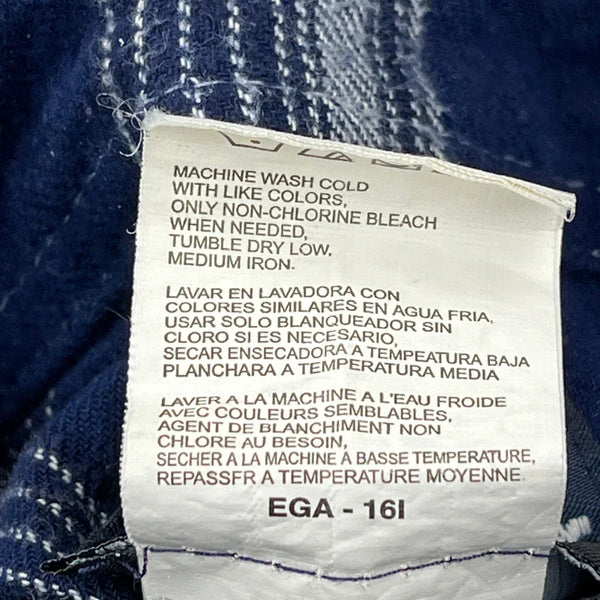 MACHINE WASH COLD
WITH LIKE COLORS,
ONLY NON-CHLORINE BLEACH
WHEN NEEDED,
TUMBLE DRY LOW,
MEDIUM IRON.
LAVAR EN LAVADORA CON
COLORES SIMILARES EN AGUA FRIA,
USAR SOLO BLANQUEADOR SIN
CLORO SI ES NECESARIO,
SECAR ENSECADORA A TEMPEATURA BAJA
PLANCHARA A TEMPERATURA MEDIA
LAVER A LA MACHINE A L'EAU FROIDE
AVEC COULEURS SEMBLABLES,
AGENT DE BLANCHIMENT NON
CHLORE AU BESOIN,
SECHER A LA MACHINE À BASSE TEMPERATURE,
REPASSFR A TEMPERATURE MOYENNE.
EGA - 16I